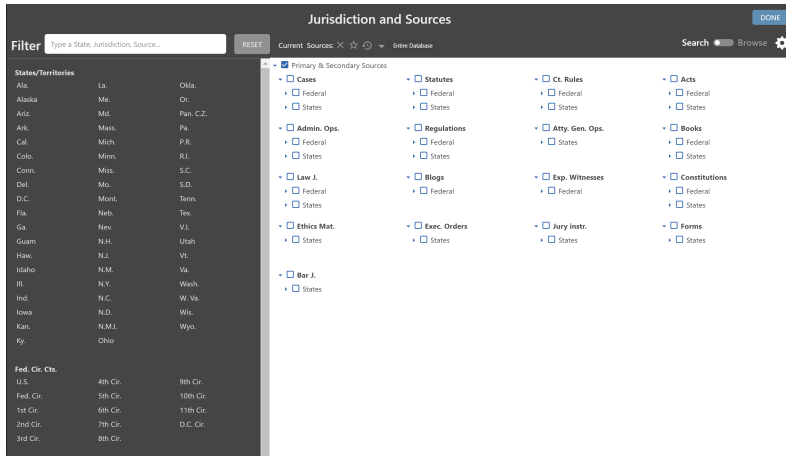 Jurisdiction and Sources
DONE
Filter
Type a State, Jurisdiction, Source...
RESET
Current Sources:
Entire Database
Search
Browse
States/Territories
Ala. La. Okla.
Alaska Me. Or.
Ariz. Md. Pan. C.Z.
Ark. Mass. Pa.
Cal. Mich. P.R.
Colo. Minn. R.I.
Conn. Miss. S.C.
Del. Mo. S.D.
D.C. Mont. Tenn.
Fla. Neb. Tex.
Ga. Nev. V.I.
Guam N.H. Utah
Haw. N.J. Vt.
Idaho N.M. Va.
Ill. N.Y. Wash.
Ind. N.C. W. Va.
Iowa N.D. Wis.
Kan. N.M.I. Wyo.
Ky. Ohio
Fed. Cir. Cts.
U.S. 4th Cir. 9th Cir.
Fed. Cir. 5th Cir. 10th Cir.
1st Cir. 6th Cir. 11th Cir.
2nd Cir. 7th Cir. D.C. Cir.
3rd Cir. 8th Cir.
Primary & Secondary Sources
Cases Statutes Ct. Rules Acts
Federal Federal Federal Federal
States States States States
Admin. Ops. Regulations Atty. Gen. Ops. Books
Federal Federal States Federal
States States States
Law J. Blogs Exp. Witnesses Constitutions
Federal Federal Federal Federal
States States
Ethics Mat. Exec. Orders Jury instr. Forms
States States States States
Bar J.
States